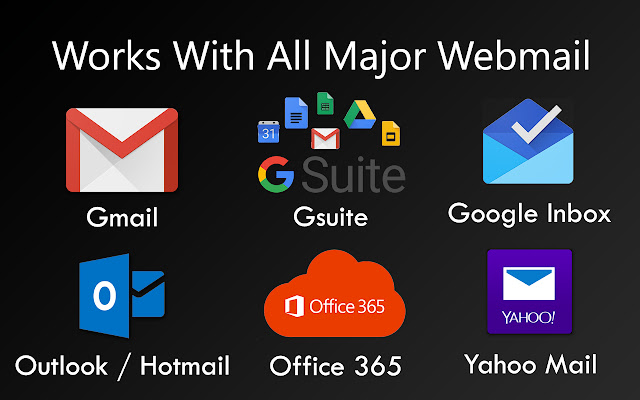 Works With All Major Webmail
31
G Suite
Gmail
Gsuite
Google Inbox
O
Office 365
YAHOO!
Outlook / Hotmail
Office 365
Yahoo Mail